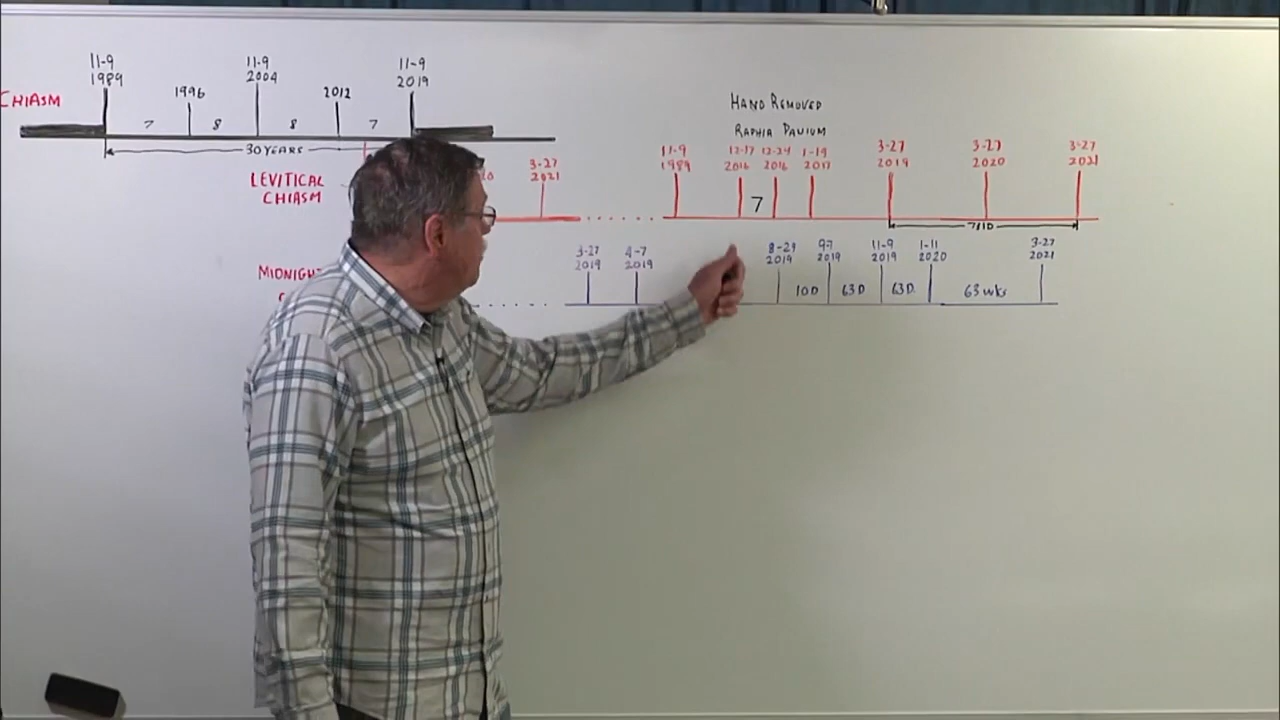 11-9 11-9 11-9
1989 1996 2004 2012 2019
CHIASM
7 8 8 7
30 YEARS
LEVITICAL
CHIASM
3-27
2021
HAND REMOVED
RAPHIA PANIUM
11-9 12-17 12-24 1-19 3-27 3-27 3-27
1989 2016 2016 2017 2019 2020 2021
7
MIDNIGHT
3-27 4-7 8-29 9-7 11-9 1-11 3-27
2019 2019 2019 2019 2019 2020 2021
10D 63D 63D 63 WKS